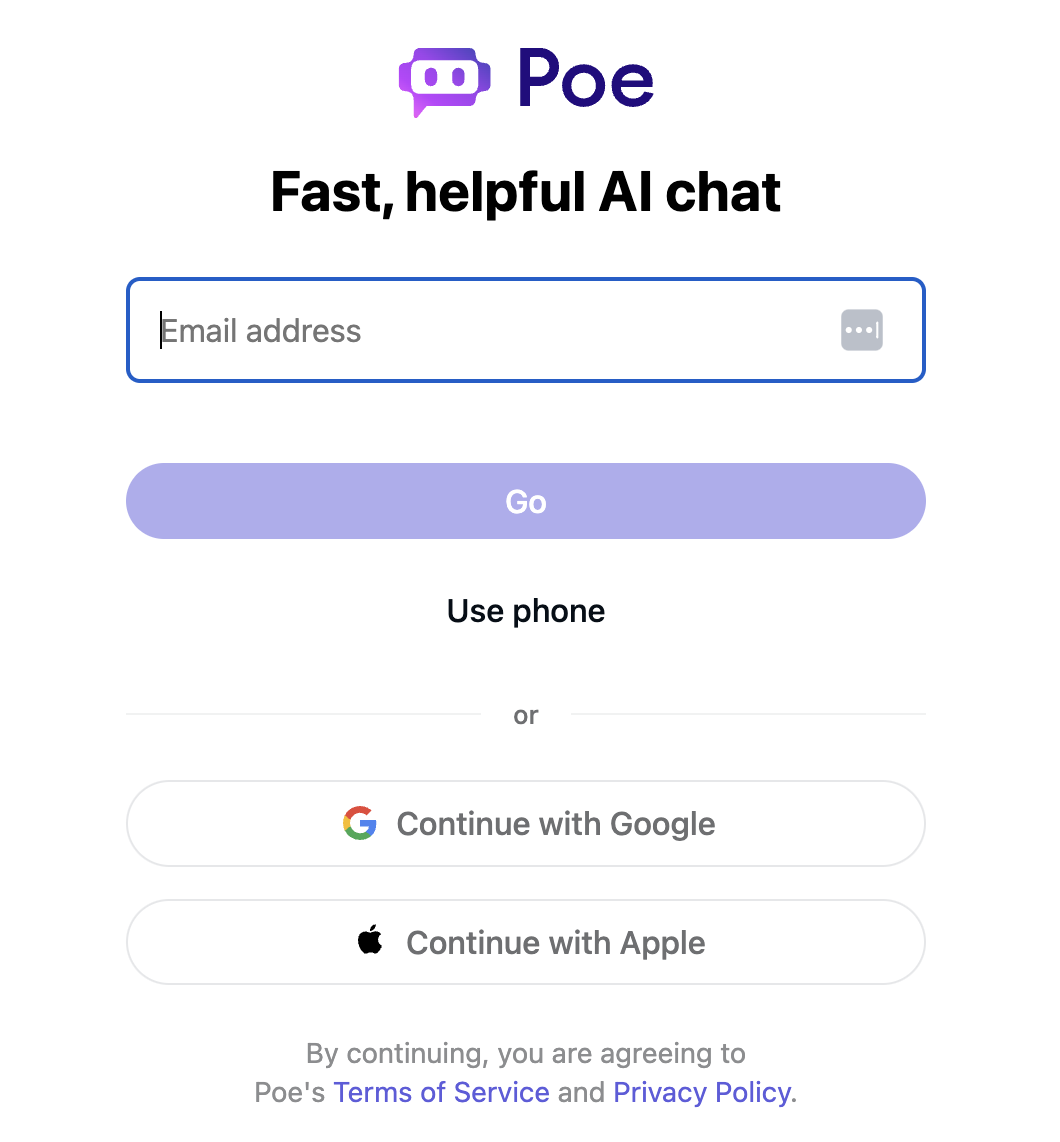 Poe
Fast, helpful AI chat
Email address
Go
Use phone
or
Continue with Google
Continue with Apple
By continuing, you are agreeing to
Poe's Terms of Service and Privacy Policy.